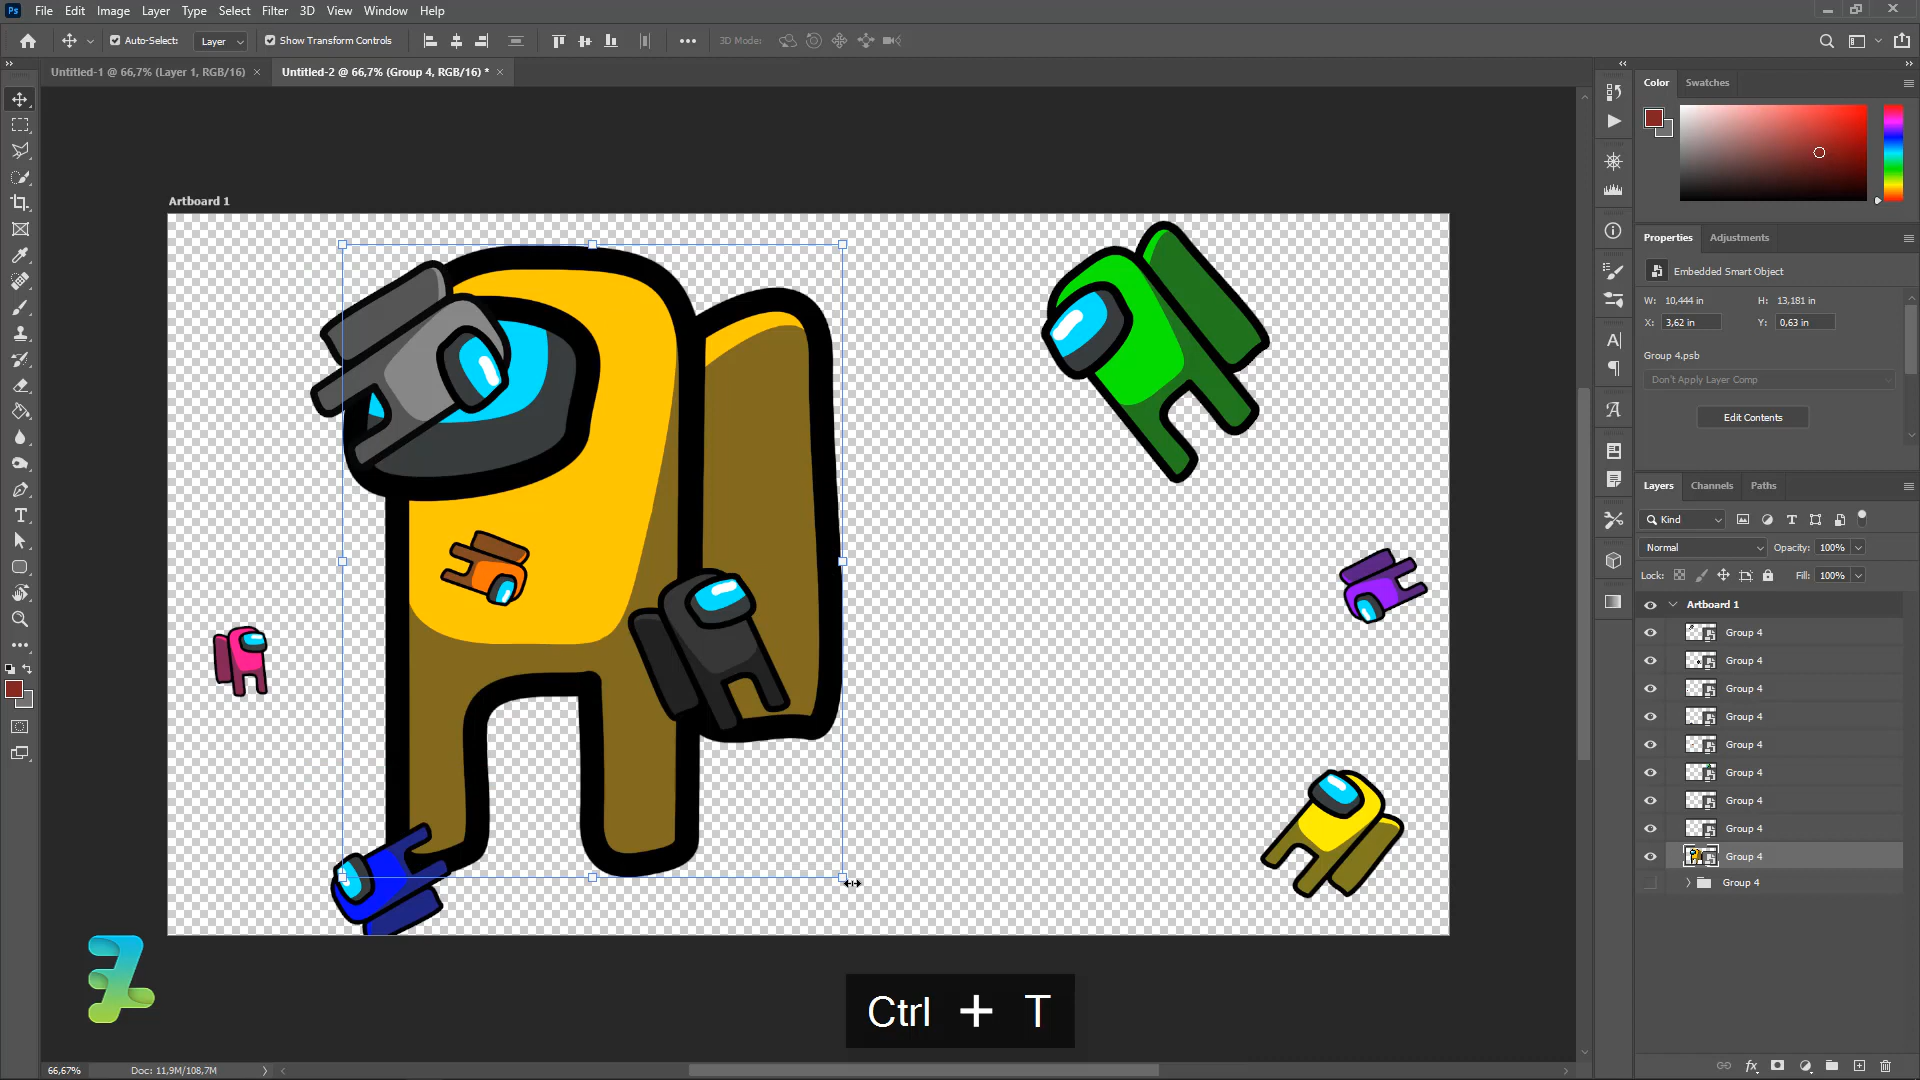 Ps File Edit Image Layer Type Select Filter 3D View Window Help
Auto-Select: Layer Show Transform Controls 3D Mode:
Untitled-1 @ 66,7% (Layer 1, RGB/16) × Untitled-2 @ 66,7% (Group 4, RGB/16) * ×
Color Swatches
Artboard 1
Properties Adjustments
Embedded Smart Object
W: 10,444 in H: 13,181 in
X: 3,62 in Y: 0,63 in
Group 4.psb
Don't Apply Layer Comp
Edit Contents
Layers Channels Paths
Kind
Normal Opacity: 100%
Lock: Fill: 100%
Artboard 1
Group 4
Group 4
Group 4
Group 4
Group 4
Group 4
Group 4
Group 4
Group 4
Group 4
Ctrl + T
66,67% Doc: 11,9M/108,7M